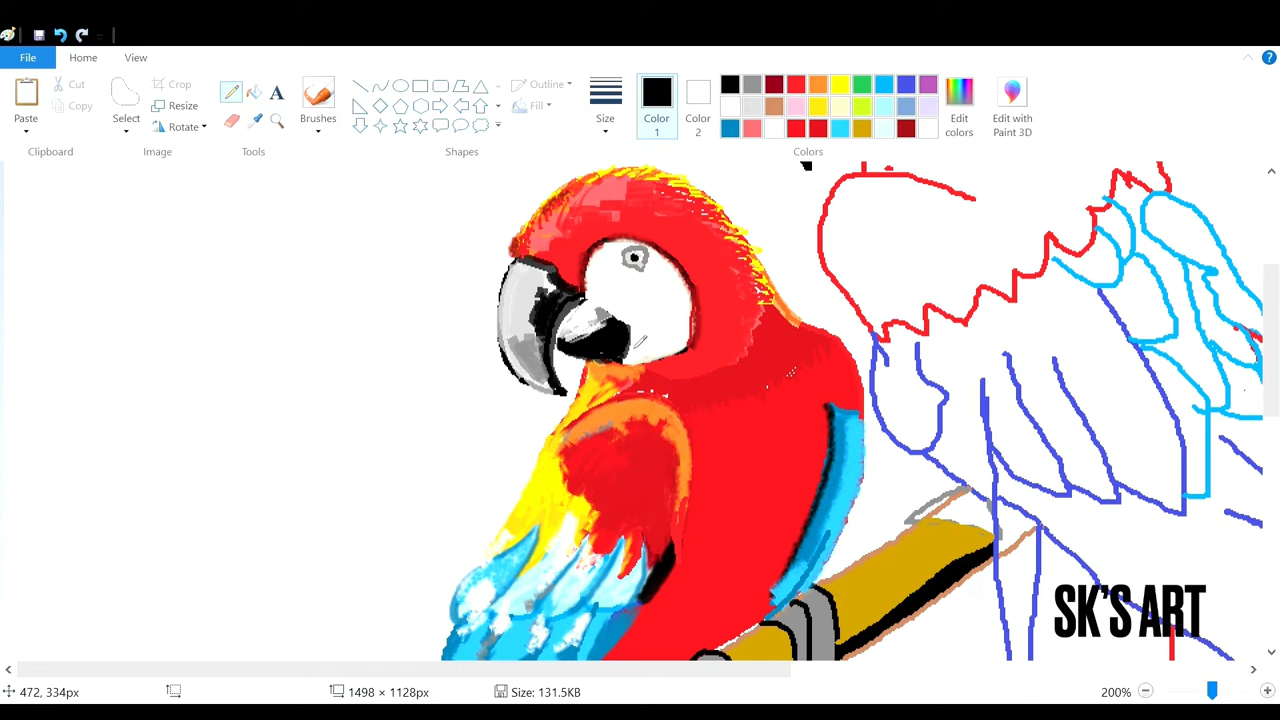 File Home View
Paste
Cut
Copy
Clipboard
Select
Crop
Resize
Rotate
Image
Tools
Brushes
Outline
Fill
Shapes
Size
Color 1
Color 2
Edit colors
Edit with Paint 3D
Colors
SK'S ART
472, 334px
1498 × 1128px
Size: 131.5KB
200%